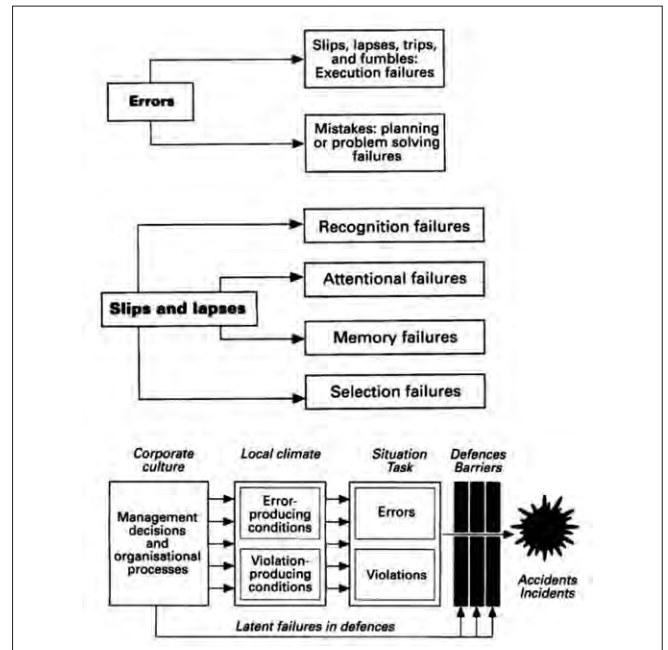 Slips, lapses, trips,
and fumbles:
Execution failures
Errors
Mistakes: planning
or problem solving
failures
Recognition failures
Attentional failures
Slips and lapses
Memory failures
Selection failures
Corporate
culture
Local climate
Situation
Task
Defences
Barriers
Management
decisions
and
organisational
processes
Error-
producing
conditions
Violation-
producing
conditions
Errors
Violations
Accidents
Incidents
Latent failures in defences